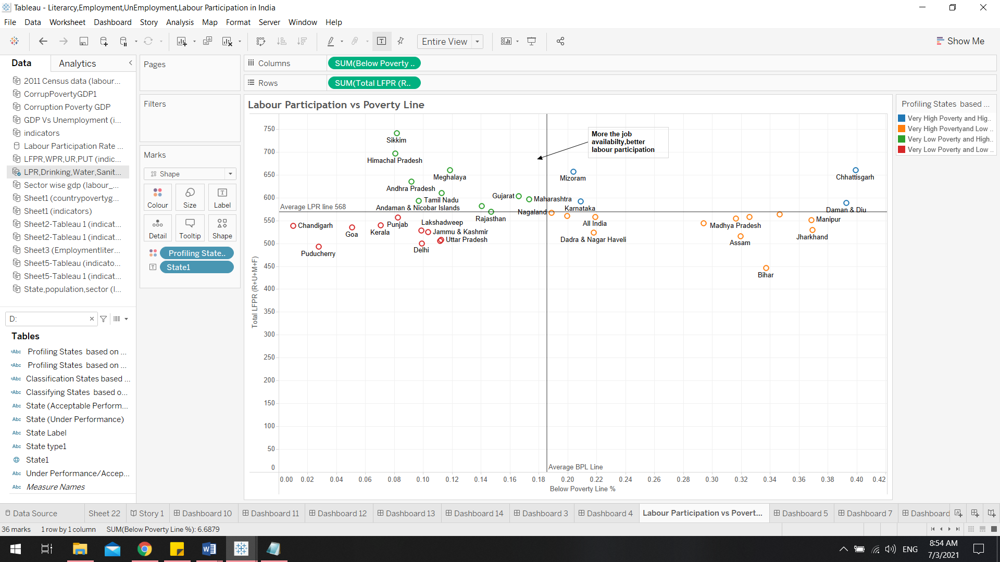 Tableau - Literarcy,Employment,UnEmployment,Labour Participation in India
File Data Worksheet Dashboard Story Analysis Map Format Server Window Help
Entire View
Show Me
Data
Analytics
2011 Census data (labour...
CorrupPovertyGDP1
Corruption Poverty GDP
GDP Vs Unemployment (i...
indicators
Labour Participation Rate ...
LFPR,WPR,UR,PUT (indic...
LPR,Drinking,Water,Sanit...
Sector wise gdp (labour_...
Sheet1 (countrypovertyg...
Sheet1 (indicators)
Sheet2-Tableau 1 (indicat...
Sheet2-Tableau 1 (indicat...
Sheet3 (Employmentliter...
Sheet5-Tableau (indicato...
Sheet5-Tableau 1 (indicat...
State,population,sector (l...
D:
Tables
=Abc Profiling States based on ...
=Abc Profiling States based on ...
=Abc Classification States based ...
=Abc Classifying States based o...
Abc State (Acceptable Perform...
Abc State (Under Performance)
Abc State Label
Abc State type1
State1
Abc Under Performance/Accep...
Abc Measure Names
Pages
Filters
Marks
Shape
Colour Size Label
Detail Tooltip Shape
Profiling State..
State1
Columns SUM(Below Poverty ..
Rows SUM(Total LFPR (R..
Labour Participation vs Poverty Line
Total LFPR (R+U+M+F)
750
700
650
600
550
500
450
400
350
300
250
200
150
100
50
0
Sikkim
Himachal Pradesh
Meghalaya
Andhra Pradesh
Tamil Nadu
Andaman & Nicobar Islands
Gujarat
Maharashtra
Nagaland
Rajasthan
Average LPR line 568
Chandigarh
Goa
Kerala
Punjab
Lakshadweep
Jammu & Kashmir
Uttar Pradesh
Delhi
Puducherry
More the job
availabilty,better
labour participation
Mizoram
Karnataka
All India
Dadra & Nagar Haveli
Chhattisgarh
Daman & Diu
Madhya Pradesh
Manipur
Assam
Jharkhand
Bihar
Average BPL Line
0.00 0.02 0.04 0.06 0.08 0.10 0.12 0.14 0.16 0.18 0.20 0.22 0.24 0.26 0.28 0.30 0.32 0.34 0.36 0.38 0.40 0.42
Below Poverty Line %
Profiling States based ...
Very High Poverty and Hig..
Very High Povertyand Low ..
Very Low Poverty and High...
Very Low Poverty and Low ..
Data Source
Sheet 22
Story 1
Dashboard 10
Dashboard 11
Dashboard 12
Dashboard 13
Dashboard 14
Dashboard 3
Dashboard 4
Labour Participation vs Povert...
Dashboard 5
Dashboard 7
Dashboard
36 marks 1 row by 1 column SUM(Below Poverty Line %): 6.6879
ENG
8:54 AM
7/3/2021